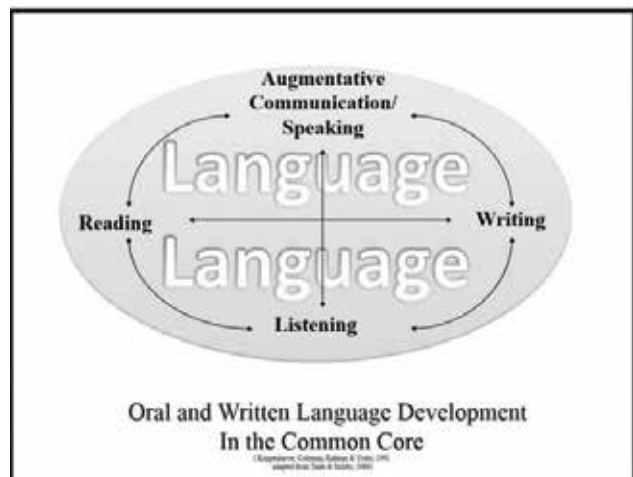 Augmentative
Communication/
Speaking
Language
Reading
Writing
Language
Listening
Oral and Written Language Development
In the Common Core